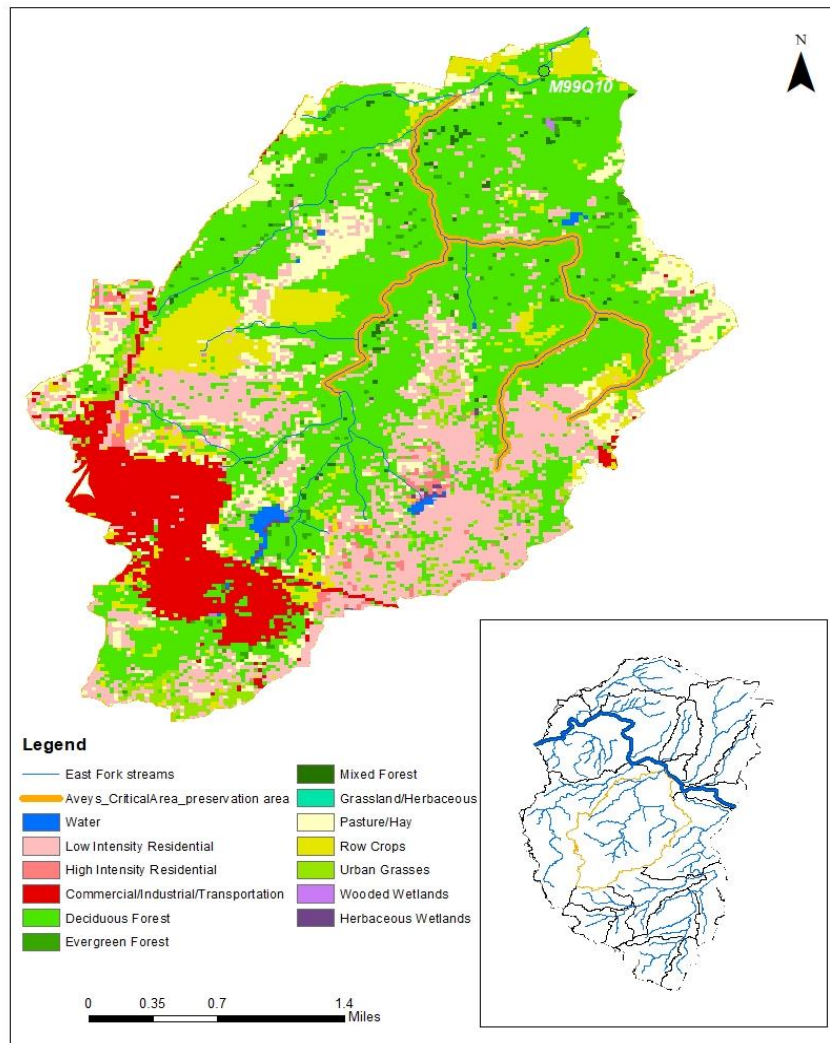 N
M99Q10
Legend
East Fork streams
Aveys_CriticalArea_preservation area
Water
Low Intensity Residential
High Intensity Residential
Commercial/Industrial/Transportation
Deciduous Forest
Evergreen Forest
Mixed Forest
Grassland/Herbaceous
Pasture/Hay
Row Crops
Urban Grasses
Wooded Wetlands
Herbaceous Wetlands
0 0.35 0.7 1.4
Miles